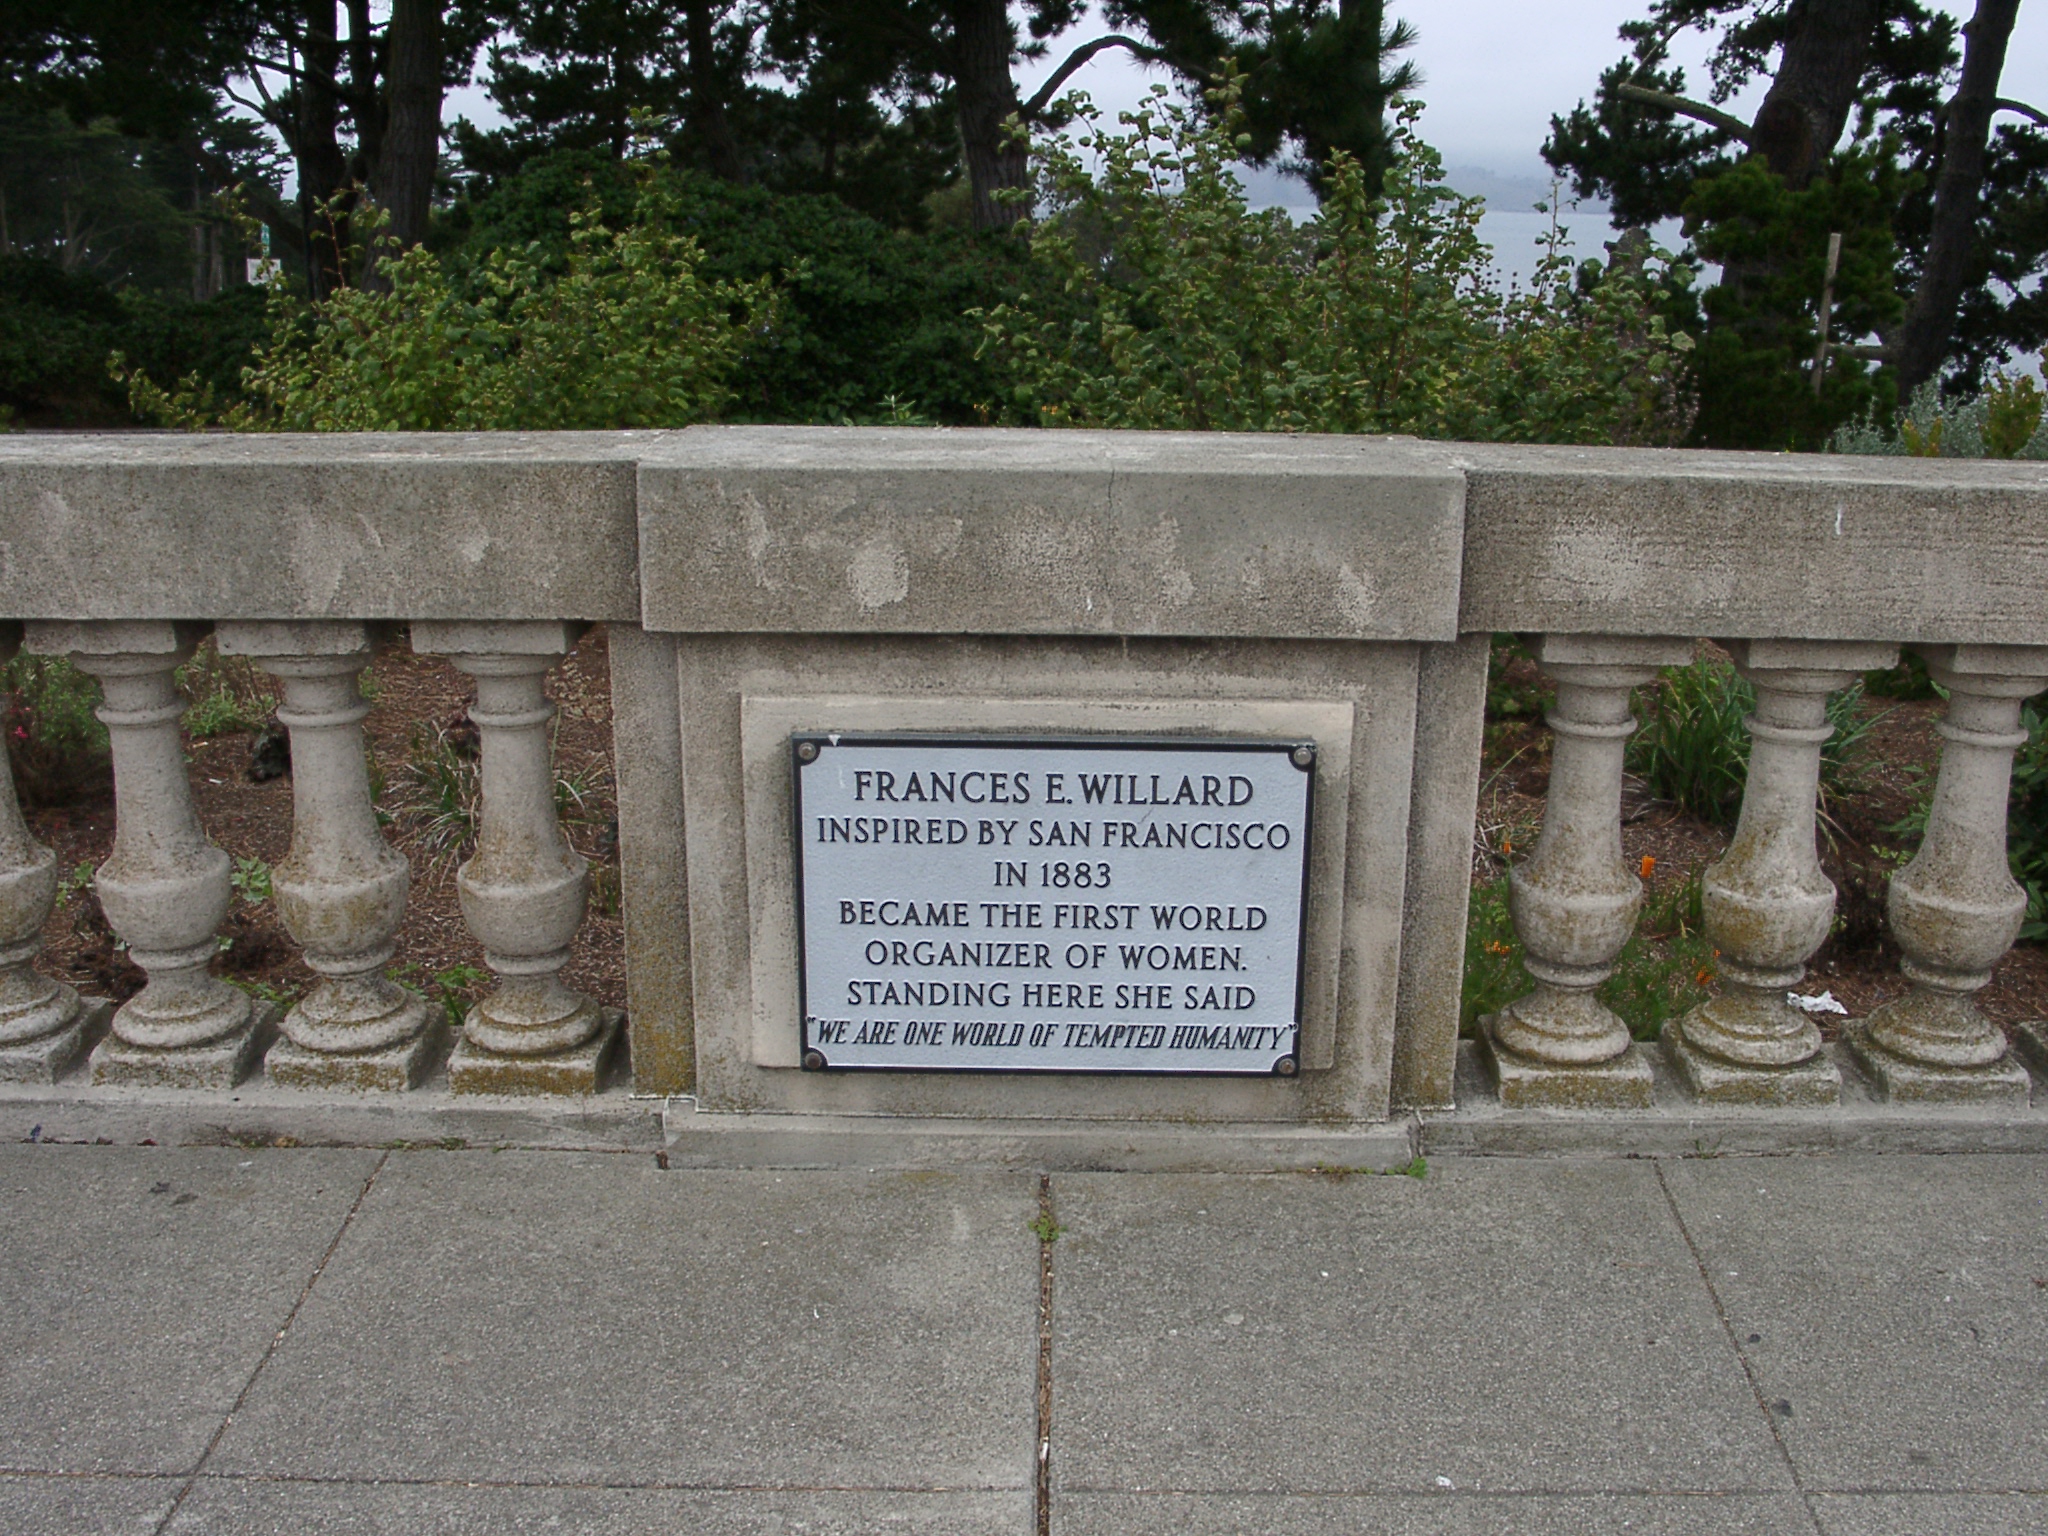 FRANCES E. WILLARD
INSPIRED BY SAN FRANCISCO
IN 1883
BECAME THE FIRST WORLD
ORGANIZER OF WOMEN.
STANDING HERE SHE SAID
"WE ARE ONE WORLD OF TEMPTED HUMANITY"